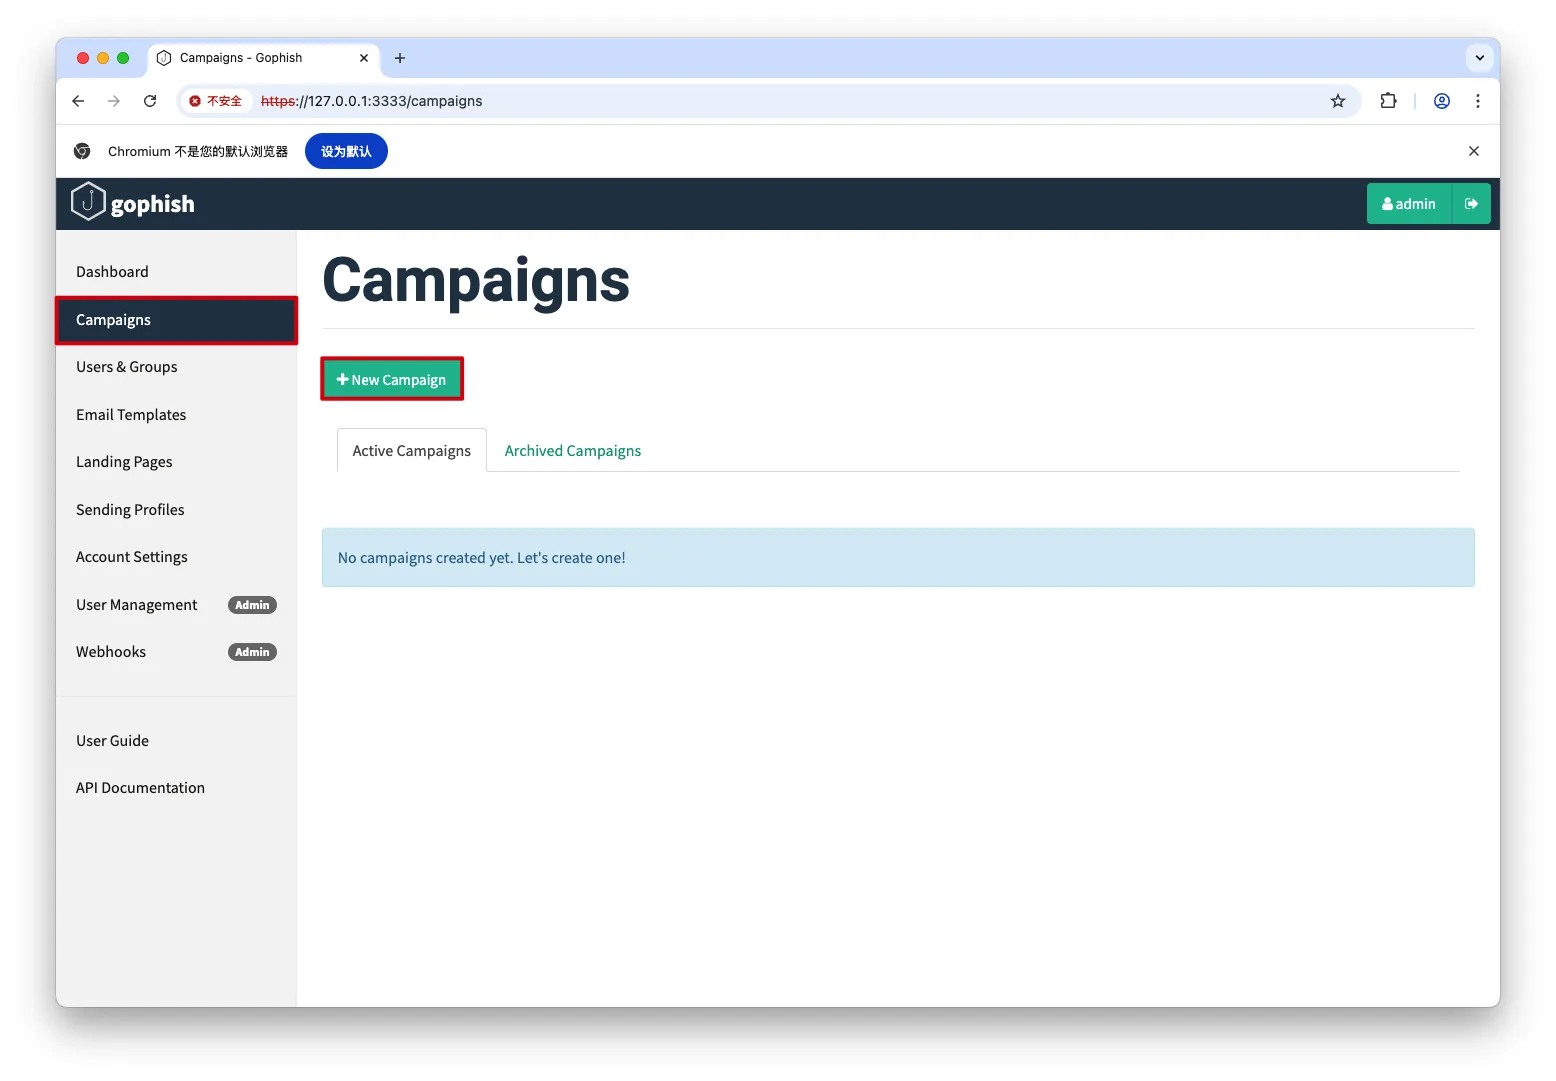 Campaigns - Gophish
不安全 https://127.0.0.1:3333/campaigns
Chromium 不是您的默认浏览器 设为默认
gophish
admin
Dashboard
Campaigns
Users & Groups
Email Templates
Landing Pages
Sending Profiles
Account Settings
User Management Admin
Webhooks Admin
User Guide
API Documentation
Campaigns
New Campaign
Active Campaigns Archived Campaigns
No campaigns created yet. Let's create one!